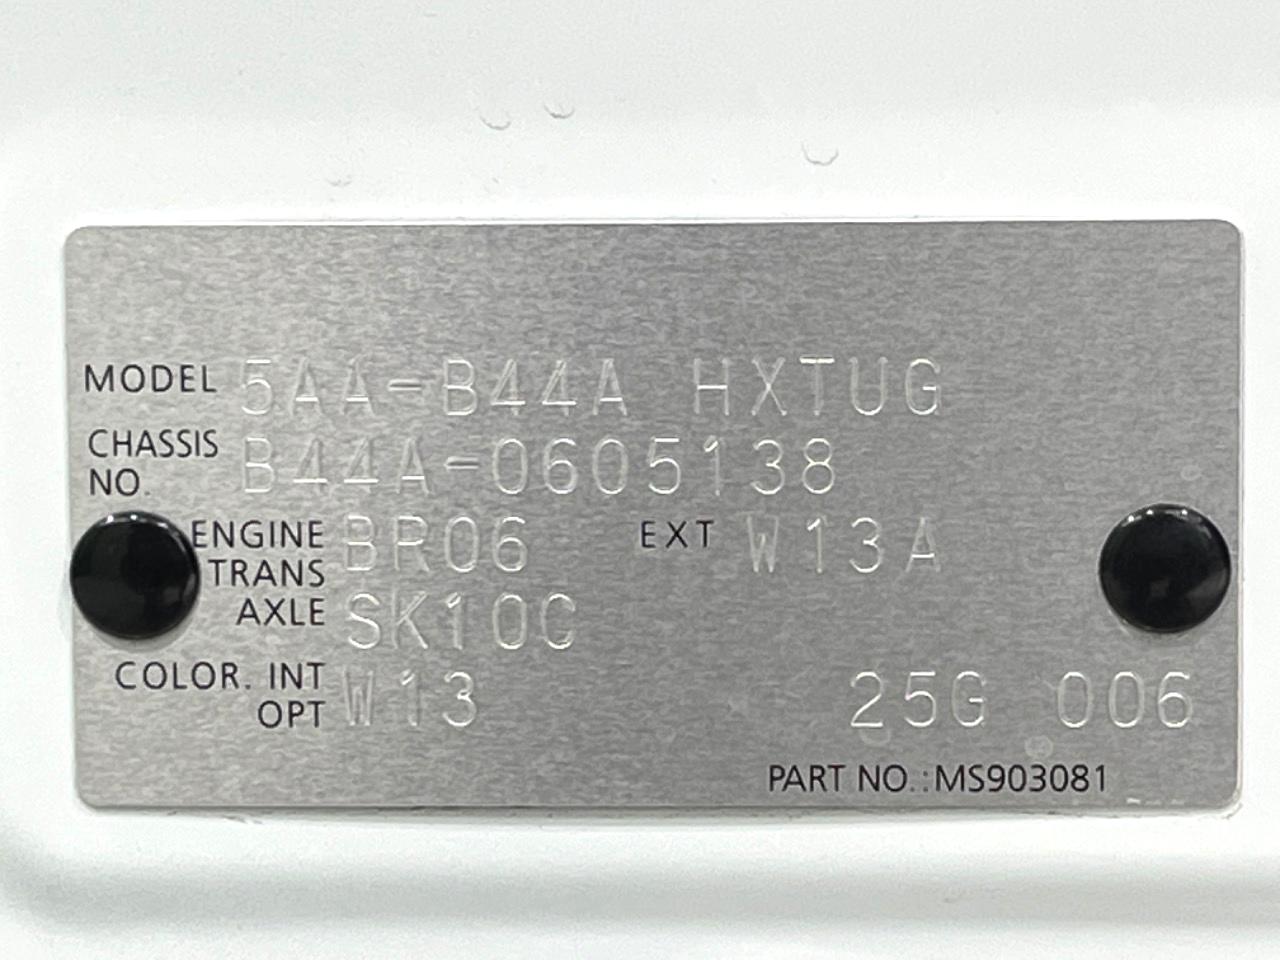 MODEL 5AA-B44A HXTUG
CHASSIS NO. B44A-0605138
ENGINE BR06 EXT W13A
TRANS AXLE SK10C
COLOR. INT OPT W13 25G 006
PART NO.:MS903081